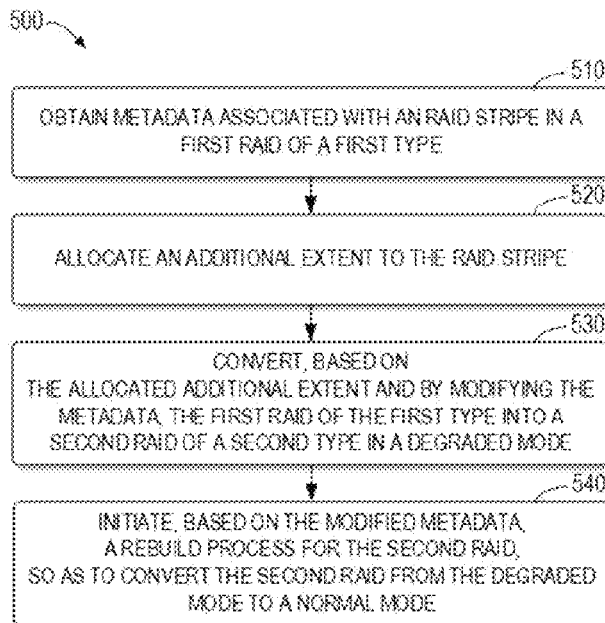 500
510
OBTAIN METADATA ASSOCIATED WITH AN RAID STRIPE IN A
FIRST RAID OF A FIRST TYPE
520
ALLOCATE AN ADDITIONAL EXTENT TO THE RAID STRIPE
530
CONVERT, BASED ON
THE ALLOCATED ADDITIONAL EXTENT AND BY MODIFYING THE
METADATA, THE FIRST RAID OF THE FIRST TYPE INTO A
SECOND RAID OF A SECOND TYPE IN A DEGRADED MODE
540
INITIATE, BASED ON THE MODIFIED METADATA,
A REBUILD PROCESS FOR THE SECOND RAID,
SO AS TO CONVERT THE SECOND RAID FROM THE DEGRADED
MODE TO A NORMAL MODE